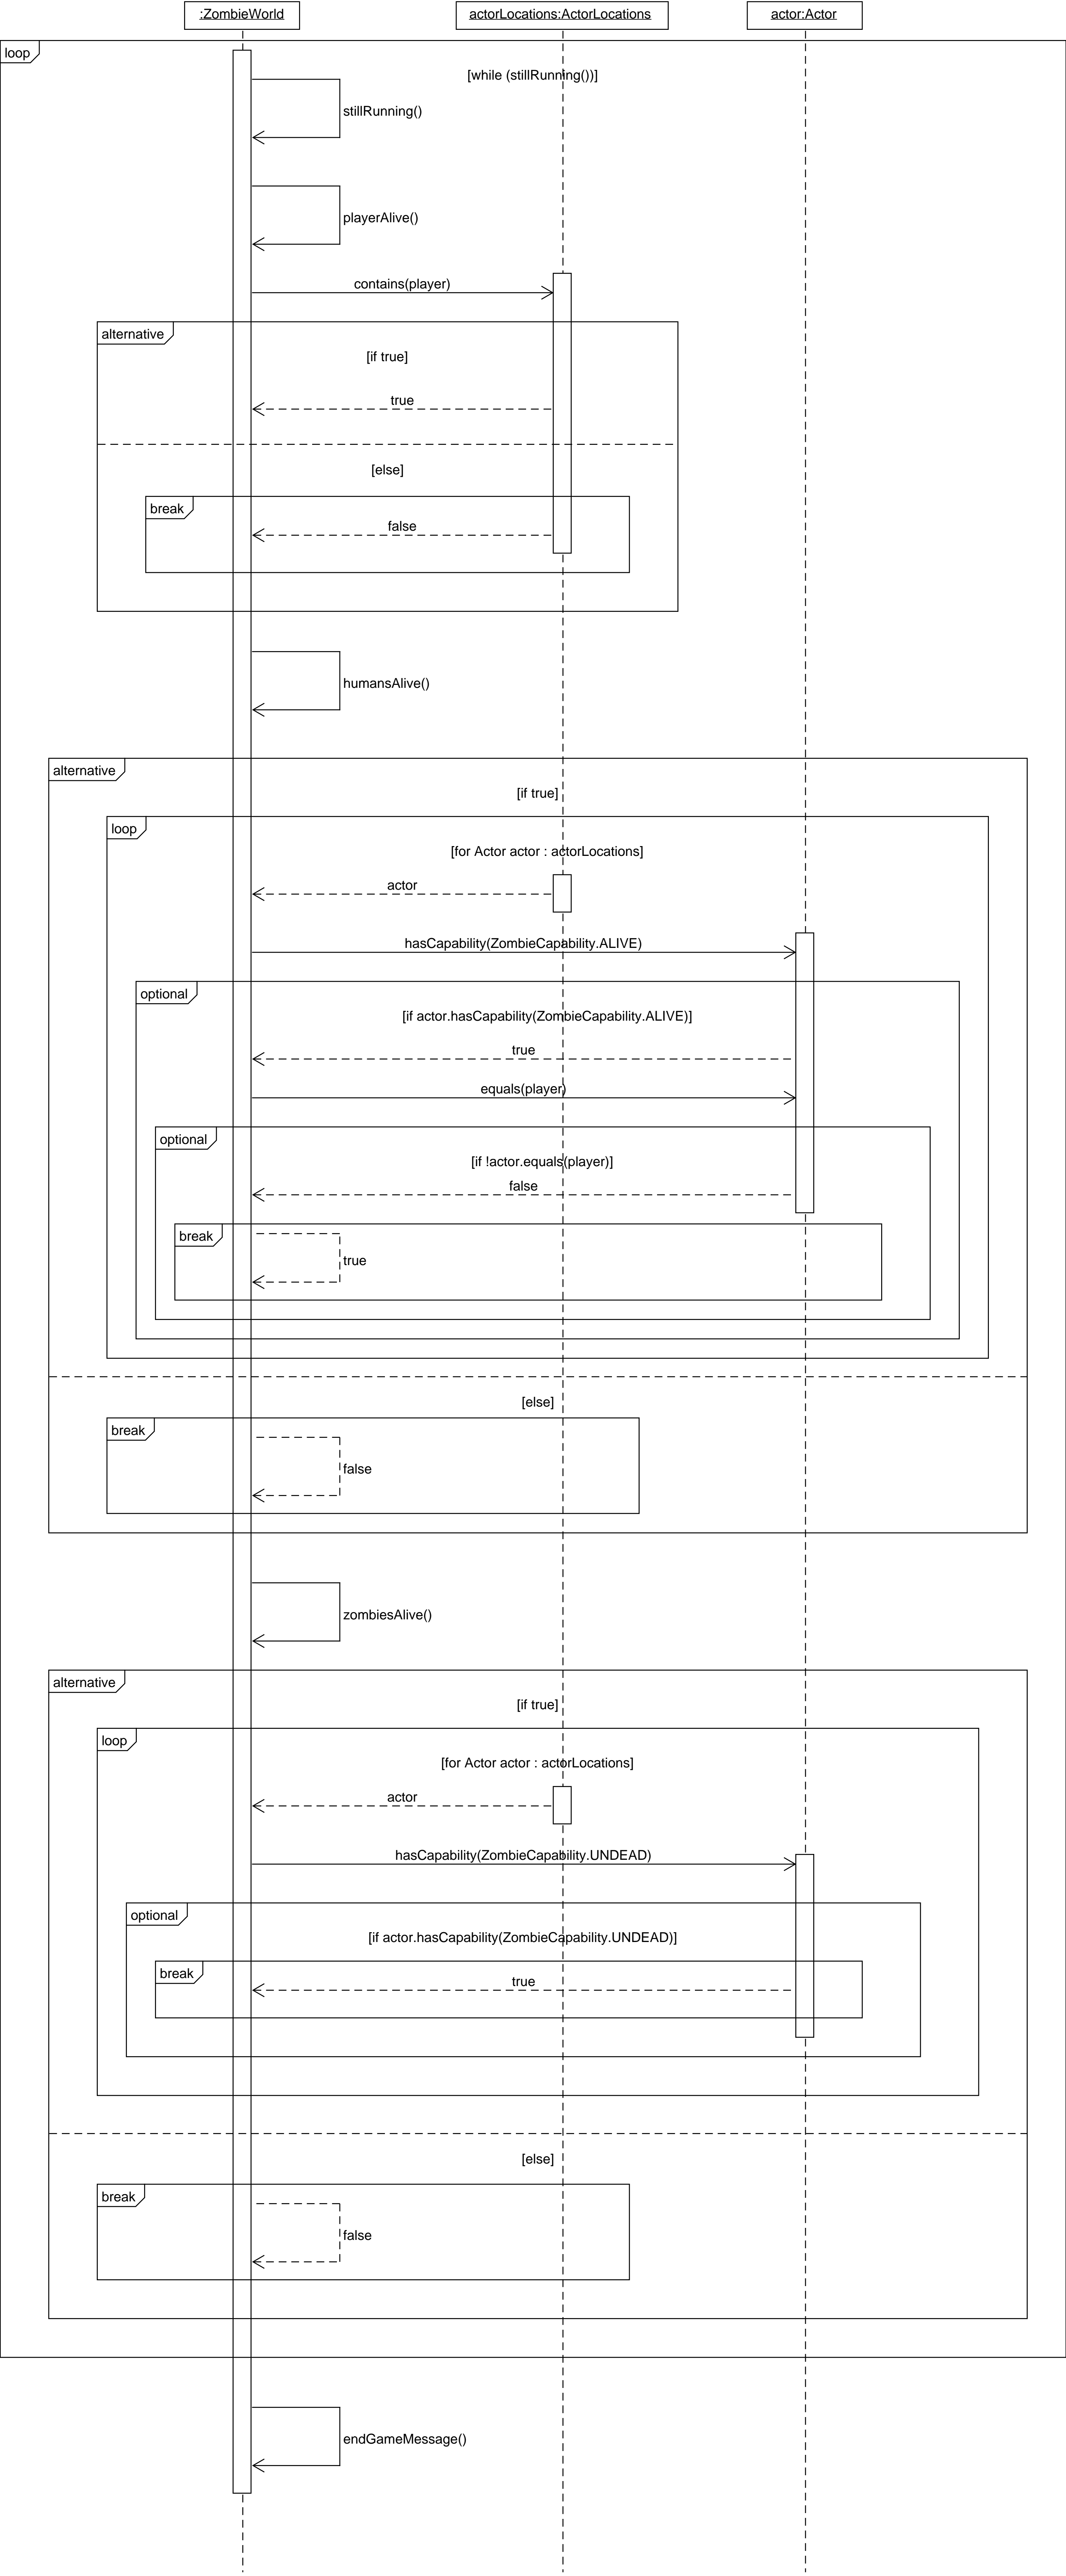 :ZombieWorld
actorLocations:ActorLocations
actor:Actor
loop
[while (stillRunning())]
stillRunning()
playerAlive()
contains(player)
alternative
[if true]
true
[else]
break
false
humansAlive()
alternative
[if true]
loop
[for Actor actor : actorLocations]
actor
hasCapability(ZombieCapability.ALIVE)
optional
[if actor.hasCapability(ZombieCapability.ALIVE)]
true
equals(player)
optional
[if !actor.equals(player)]
false
break
true
[else]
break
false
zombiesAlive()
alternative
[if true]
loop
[for Actor actor : actorLocations]
actor
hasCapability(ZombieCapability.UNDEAD)
optional
[if actor.hasCapability(ZombieCapability.UNDEAD)]
break
true
[else]
break
false
endGameMessage()